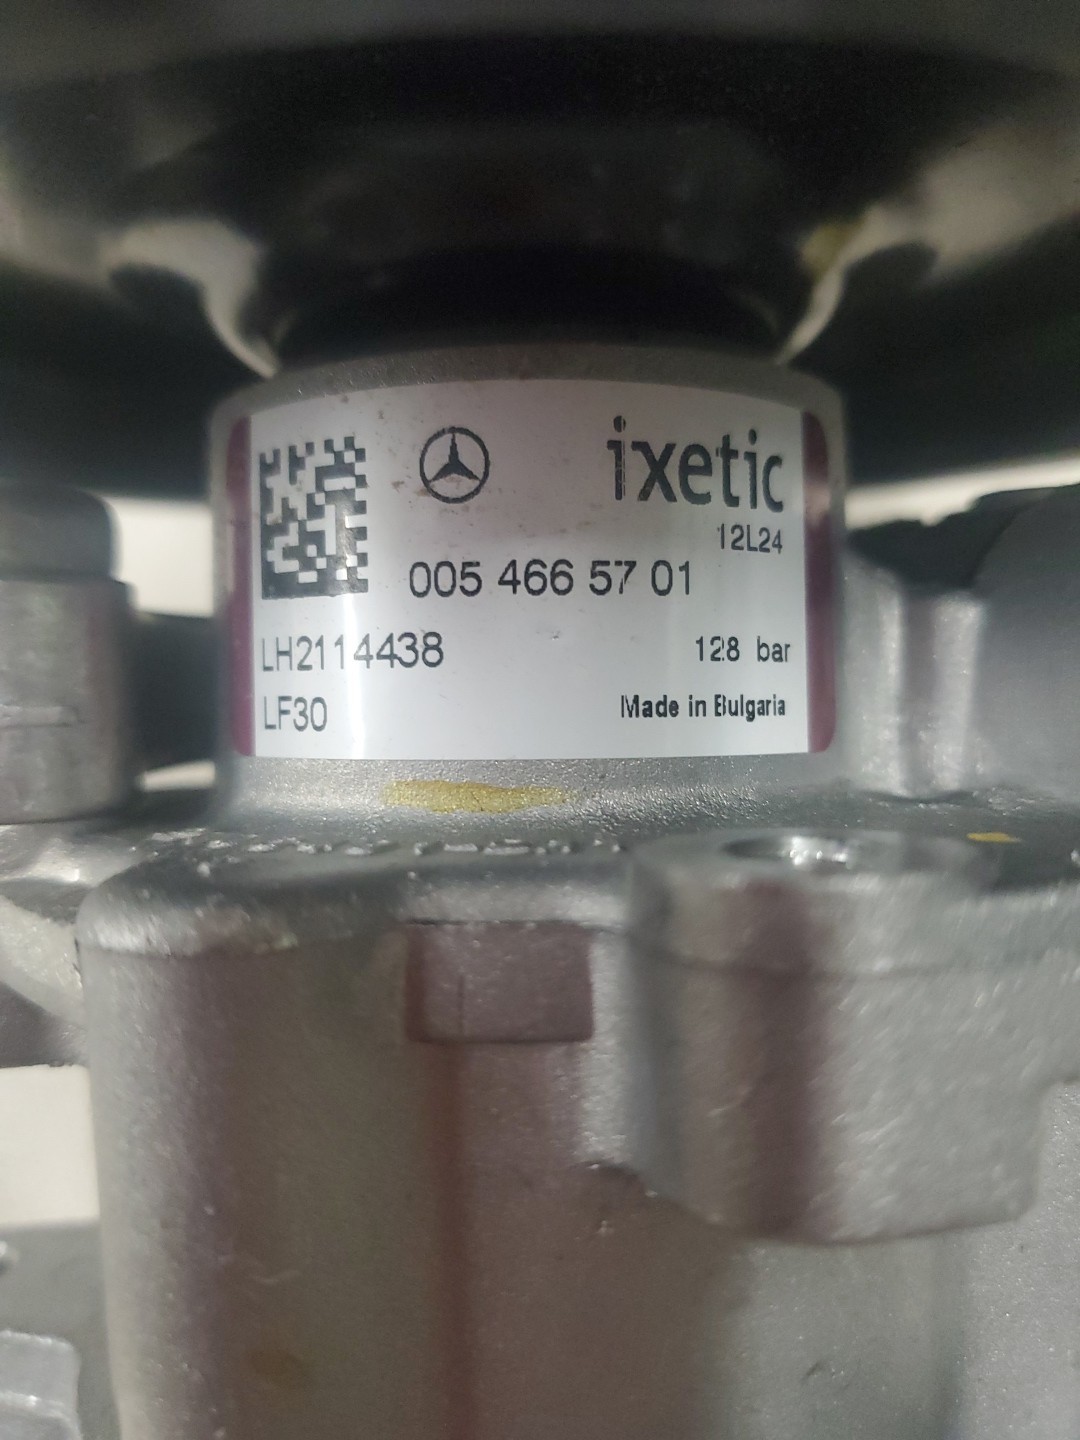 ixetic
12L24
005 466 57 01
LH2114438
128 bar
LF30
Made in Bulgaria